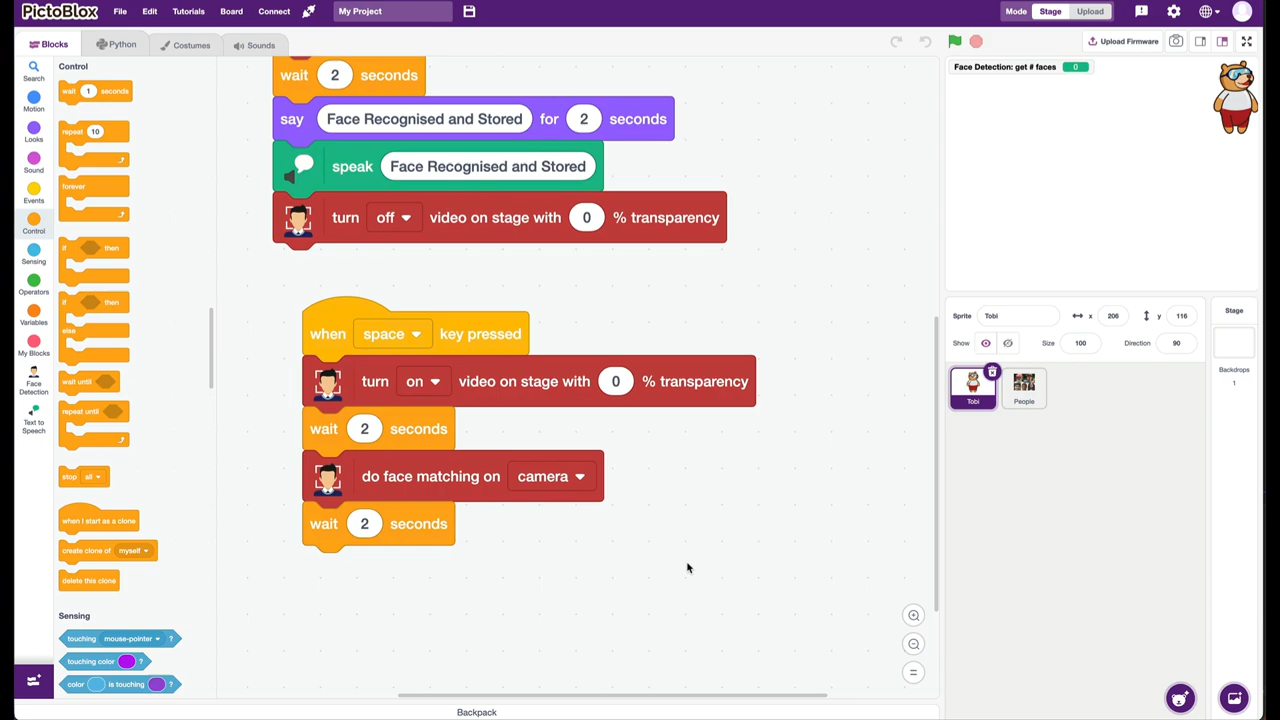 PictoBlox File Edit Tutorials Board Connect My Project Mode Stage Upload
Blocks Python Costumes Sounds Upload Firmware
Search
Motion
Looks
Sound
Events
Control
Sensing
Operators
Variables
My Blocks
Face
Detection
Text to
Speech
Control
wait 1 seconds
repeat 10
forever
if then
if then
else
wait until
repeat until
stop all
when I start as a clone
create clone of myself
delete this clone
Sensing
touching mouse-pointer ?
touching color ?
color is touching ?
wait 2 seconds
say Face Recognised and Stored for 2 seconds
speak Face Recognised and Stored
turn off video on stage with 0 % transparency
when space key pressed
turn on video on stage with 0 % transparency
wait 2 seconds
do face matching on camera
wait 2 seconds
Backpack
Face Detection: get # faces 0
Sprite Tobi x 206 y 116
Show Size 100 Direction 90
Tobi
People
Stage
Backdrops
1